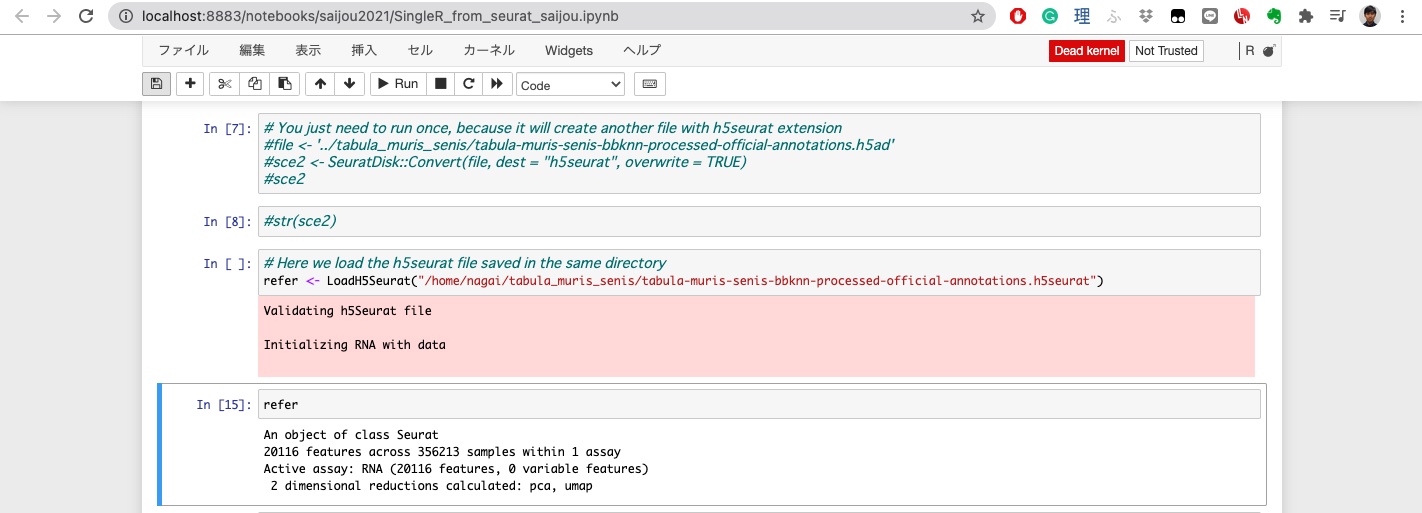 localhost:8883/notebooks/saijou2021/SingleR_from_seurat_saijou.ipynb
理 ふ
ファイル 編集 表示 挿入 セル カーネル Widgets ヘルプ Dead kernel Not Trusted R
Run Code
In [7]:
# You just need to run once, because it will create another file with h5seurat extension
#file <- '../tabula_muris_senis/tabula-muris-senis-bbknn-processed-official-annotations.h5ad'
#sce2 <- SeuratDisk::Convert(file, dest = "h5seurat", overwrite = TRUE)
#sce2
In [8]:
#str(sce2)
In [ ]:
# Here we load the h5seurat file saved in the same directory
refer <- LoadH5Seurat("/home/nagai/tabula_muris_senis/tabula-muris-senis-bbknn-processed-official-annotations.h5seurat")
Validating h5Seurat file
Initializing RNA with data
In [15]:
refer
An object of class Seurat
20116 features across 356213 samples within 1 assay
Active assay: RNA (20116 features, 0 variable features)
2 dimensional reductions calculated: pca, umap